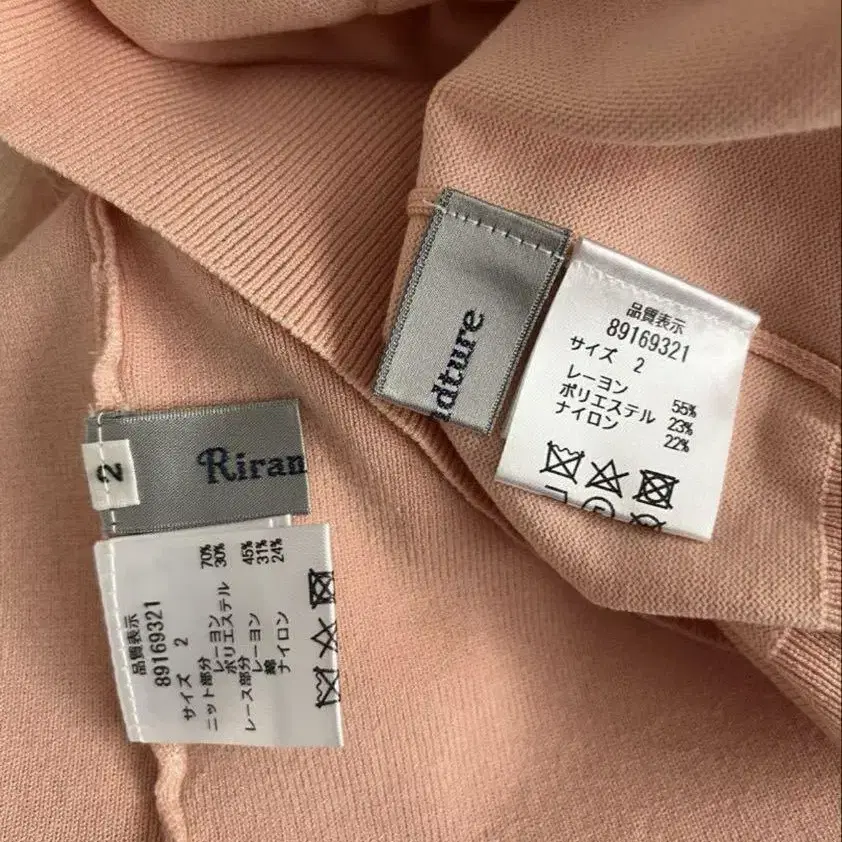 dture
品質表示
89169321
サイズ 2
レーヨン 55%
ポリエステル 23%
ナイロン 22%
2
Riran
品質表示
89169321
サイズ 2
ニット部分 レーヨン 70%
ポリエステル 30%
レース部分 レーヨン 45%
綿 31%
ナイロン 24%